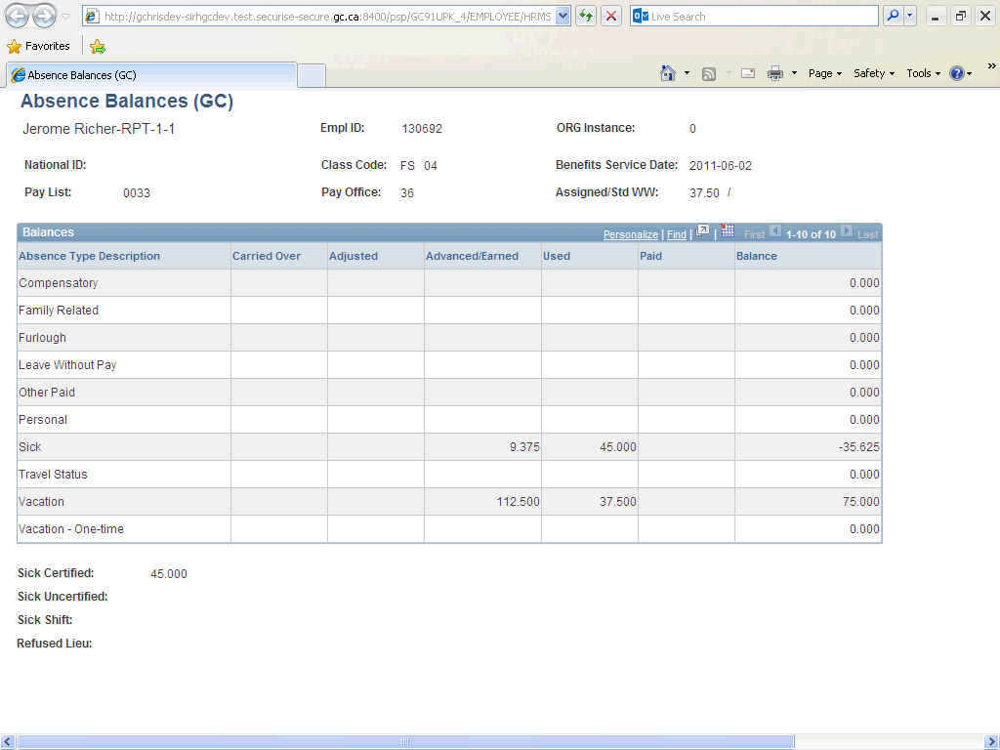 http://gchrisdev-sirhgcdev.test.securise-secure.gc.ca:8400/psp/GC91UPK_4/EMPLOYEE/HRMS
Live Search
Favorites
Absence Balances (GC)
Page
Safety
Tools
Absence Balances (GC)
Jerome Richer-RPT-1-1 Empl ID: 130692 ORG Instance: 0
National ID: Class Code: FS 04 Benefits Service Date: 2011-06-02
Pay List: 0033 Pay Office: 36 Assigned/Std WW: 37.50 /
Balances Personalize | Find | | First 1-10 of 10 Last
Absence Type Description Carried Over Adjusted Advanced/Earned Used Paid Balance
Compensatory 0.000
Family Related 0.000
Furlough 0.000
Leave Without Pay 0.000
Other Paid 0.000
Personal 0.000
Sick 9.375 45.000 -35.625
Travel Status 0.000
Vacation 112.500 37.500 75.000
Vacation - One-time 0.000
Sick Certified: 45.000
Sick Uncertified:
Sick Shift:
Refused Lieu: